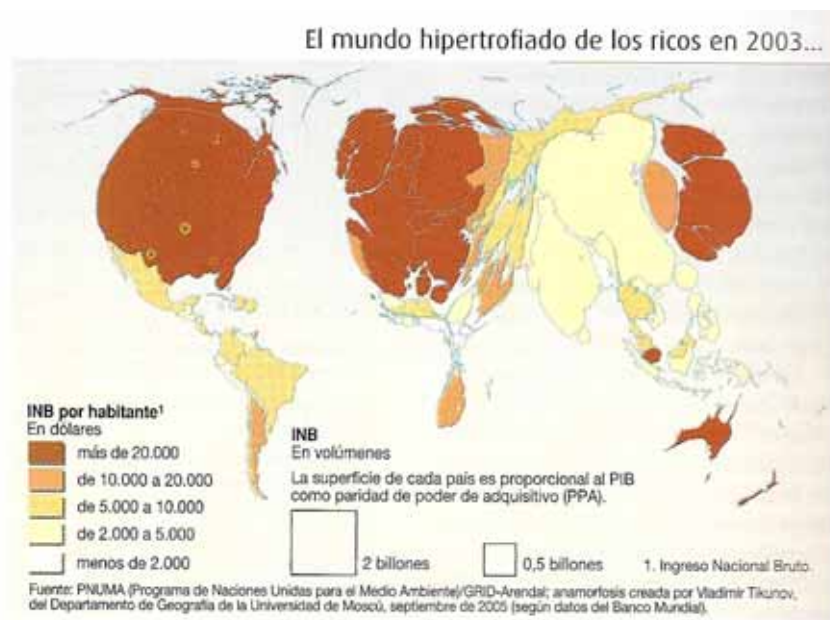 El mundo hipertrofiado de los ricos en 2003...
INB por habitante¹
En dólares
más de 20.000
de 10.000 a 20.000
de 5.000 a 10.000
de 2.000 a 5.000
menos de 2.000
INB
En volúmenes
La superficie de cada país es proporcional al PIB
como paridad de poder de adquisitivo (PPA).
2 billones
0,5 billones
1. Ingreso Nacional Bruto.
Fuente: PNUMA (Programa de Naciones Unidas para el Medio Ambiente)/GRID-Arendal; anamorfosis creada por Vladimir Tikunov,
del Departamento de Geografía de la Universidad de Moscú, septiembre de 2005 (según datos del Banco Mundial).